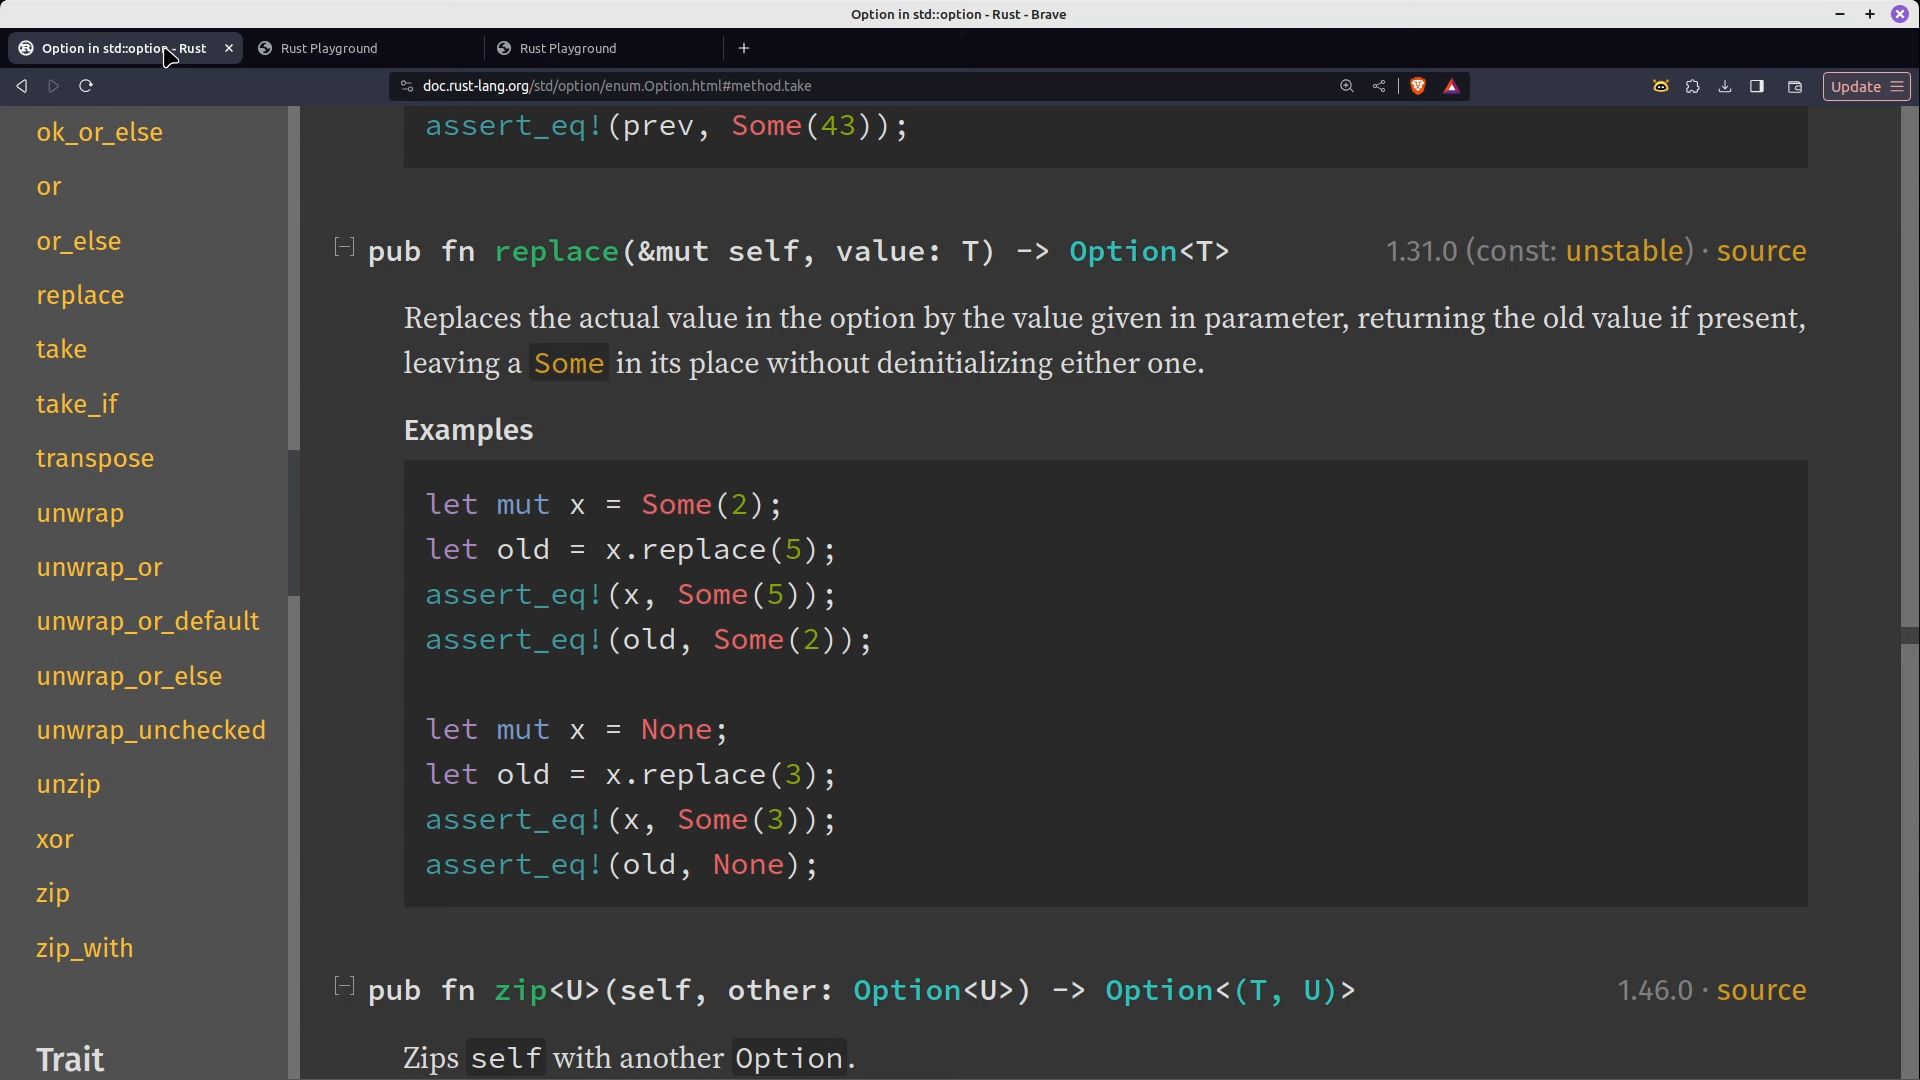 Option in std::option - Rust - Brave
Option in std::option - Rust
Rust Playground
Rust Playground
doc.rust-lang.org/std/option/enum.Option.html#method.take
Update
ok_or_else
or
or_else
replace
take
take_if
transpose
unwrap
unwrap_or
unwrap_or_default
unwrap_or_else
unwrap_unchecked
unzip
xor
zip
zip_with
Trait
assert_eq!(prev, Some(43));
[-] pub fn replace(&mut self, value: T) -> Option<T>
1.31.0 (const: unstable) · source
Replaces the actual value in the option by the value given in parameter, returning the old value if present,
leaving a Some in its place without deinitializing either one.
Examples
let mut x = Some(2);
let old = x.replace(5);
assert_eq!(x, Some(5));
assert_eq!(old, Some(2));
let mut x = None;
let old = x.replace(3);
assert_eq!(x, Some(3));
assert_eq!(old, None);
[-] pub fn zip<U>(self, other: Option<U>) -> Option<(T, U)>
1.46.0 · source
Zips self with another Option.